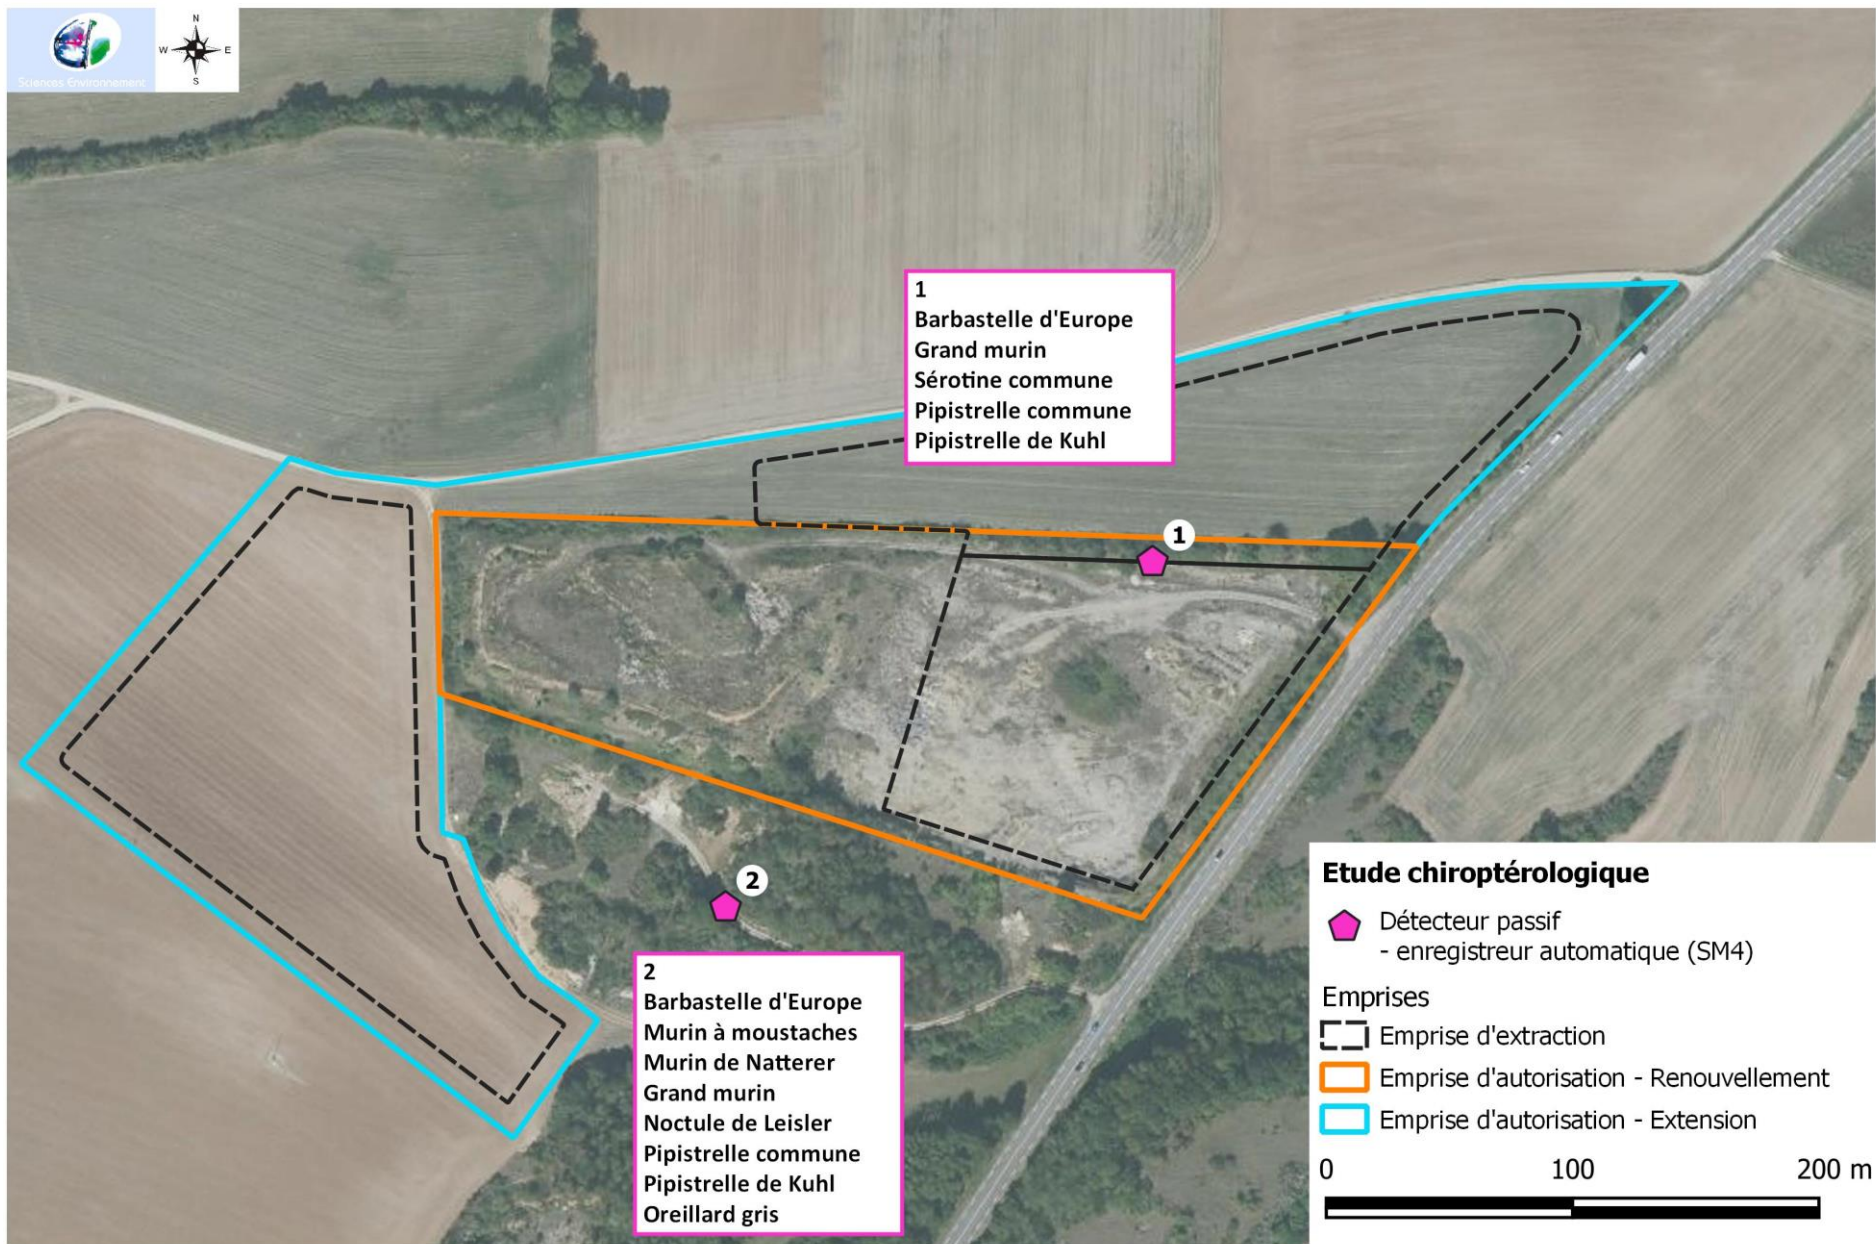 Sciences Environnement
N
W E
S
1
Barbastelle d'Europe
Grand murin
Sérotine commune
Pipistrelle commune
Pipistrelle de Kuhl
1
2
2
Barbastelle d'Europe
Murin à moustaches
Murin de Natterer
Grand murin
Noctule de Leisler
Pipistrelle commune
Pipistrelle de Kuhl
Oreillard gris
Etude chiroptérologique
Détecteur passif
- enregistreur automatique (SM4)
Emprises
Emprise d'extraction
Emprise d'autorisation - Renouvellement
Emprise d'autorisation - Extension
0 100 200 m